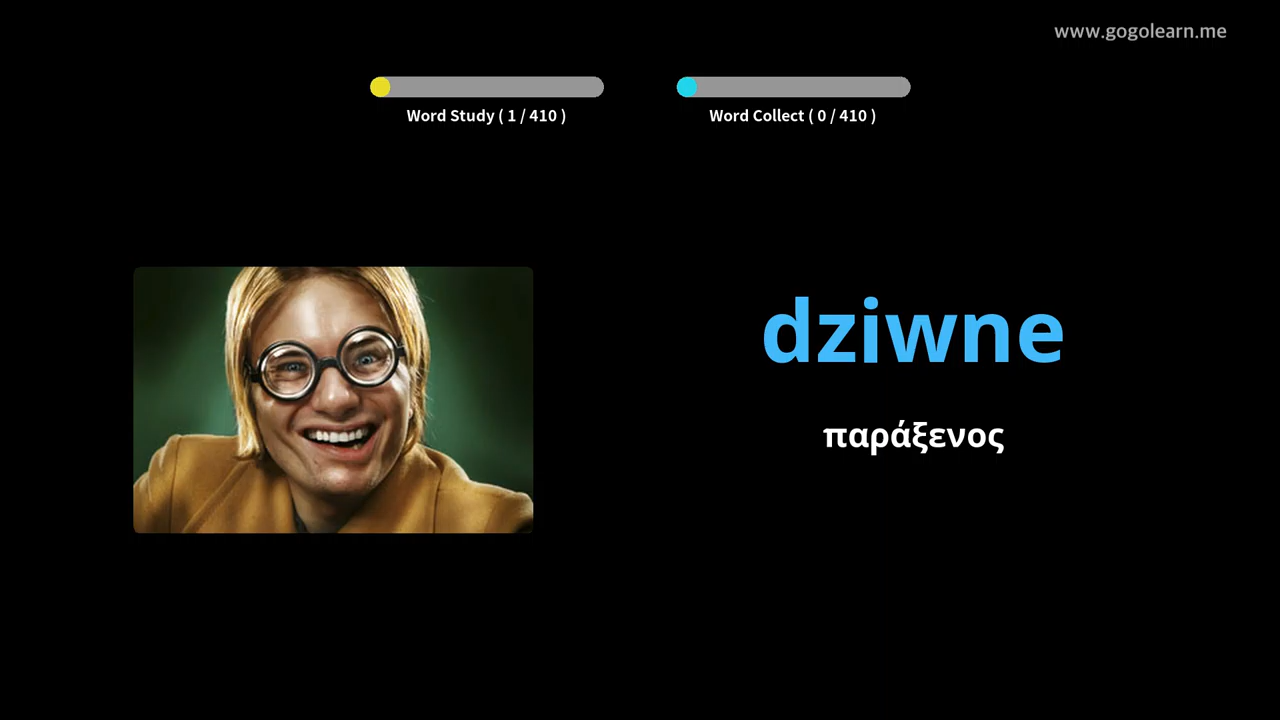 www.gogolearn.me
Word Study ( 1 / 410 )
Word Collect ( 0 / 410 )
dziwne
παράξενος